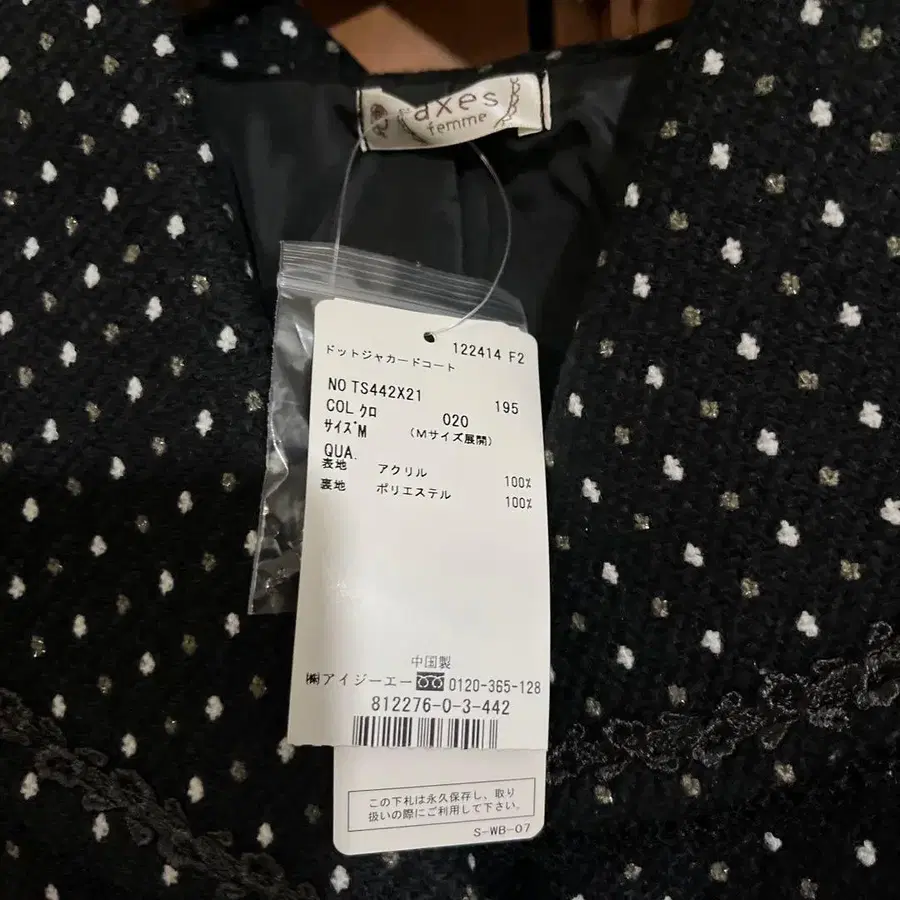 axes
femme
122414 F2
ドットジャカードコート
NO TS442X21 195
COL クロ 020
サイズ M (Mサイズ展開)
QUA.
表地 アクリル 100%
裏地 ポリエステル 100%
中国製
㈱アイジーエー 0120-365-128
812276-0-3-442
この下札は永久保存し、取り
扱いの際にご利用して下さい。
S-WB-07